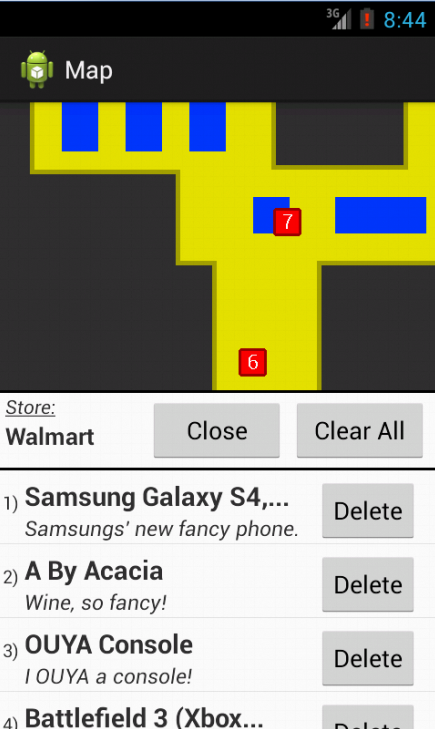 3G 8:44
Map
7
6
Store:
Walmart
Close
Clear All
1) Samsung Galaxy S4,...
Samsungs' new fancy phone.
Delete
2) A By Acacia
Wine, so fancy!
Delete
3) OUYA Console
I OUYA a console!
Delete
4) Battlefield 3 (Xbox...
Delete